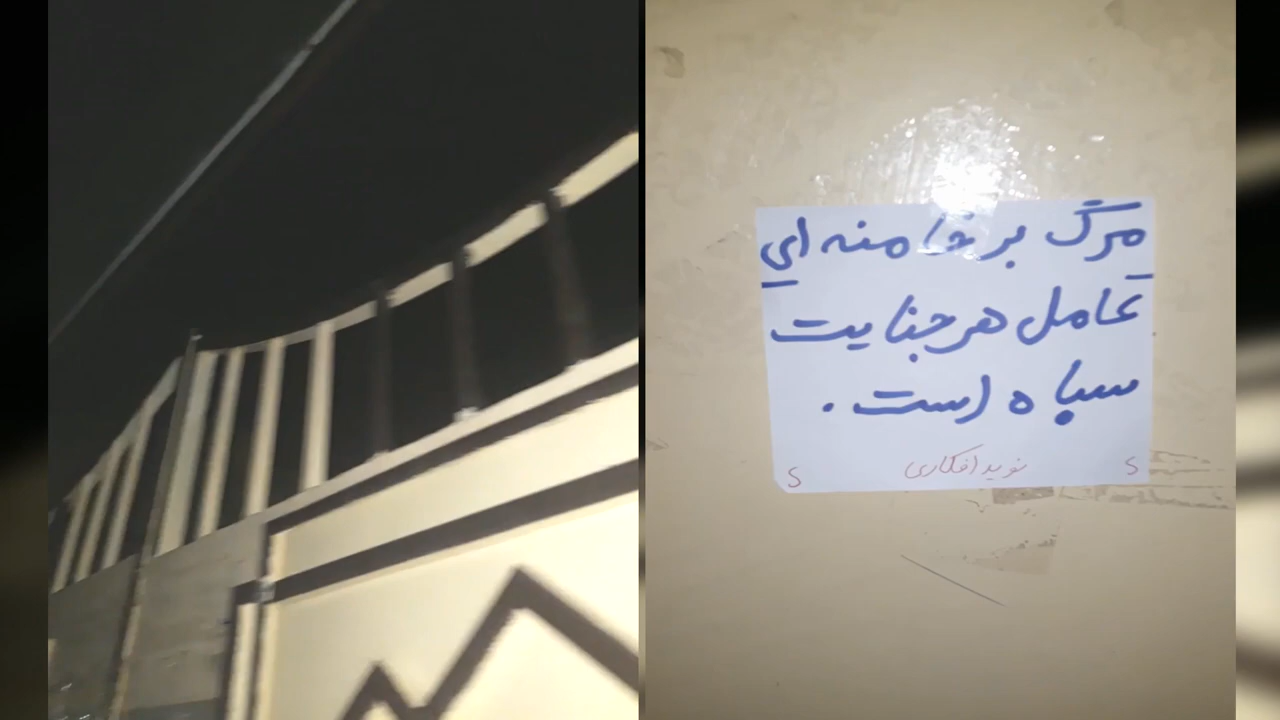 مرگ بر خامنه ای
عامل هر جنایت
سپاه است.
نوید افکاری
S S